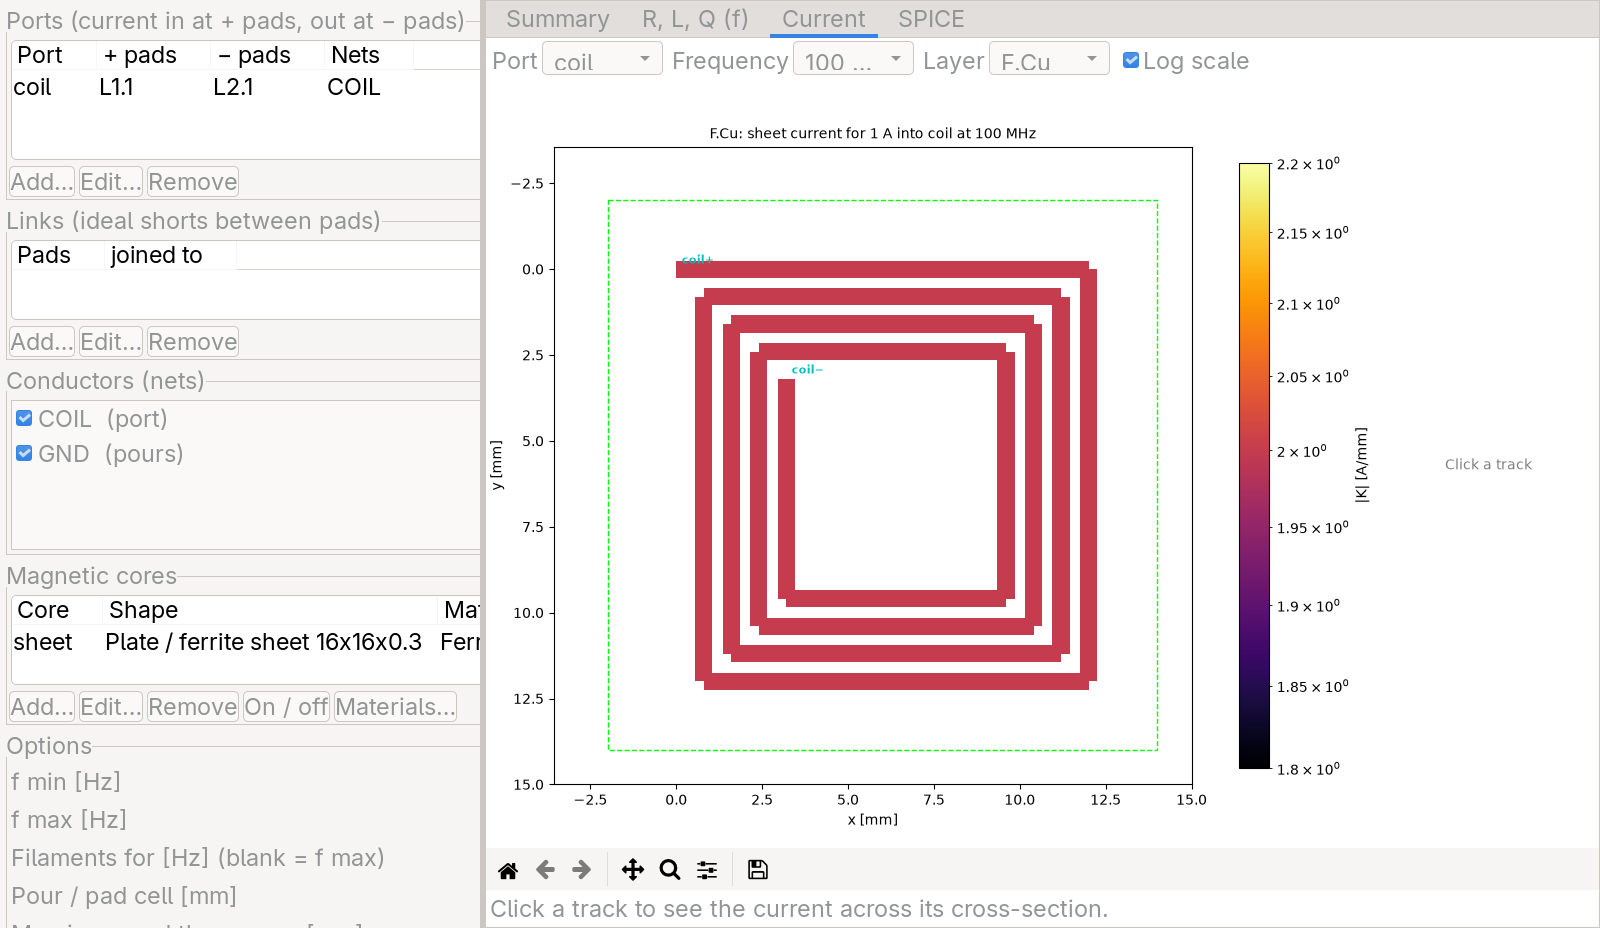 Ports (current in at + pads, out at − pads)
Port + pads − pads Nets
coil L1.1 L2.1 COIL
Add... Edit... Remove
Links (ideal shorts between pads)
Pads joined to
Add... Edit... Remove
Conductors (nets)
COIL (port)
GND (pours)
Magnetic cores
Core Shape Mat
sheet Plate / ferrite sheet 16x16x0.3 Ferr
Add... Edit... Remove On / off Materials...
Options
f min [Hz]
f max [Hz]
Filaments for [Hz] (blank = f max)
Pour / pad cell [mm]
Summary R, L, Q (f) Current SPICE
Port coil Frequency 100 ... Layer F.Cu Log scale
F.Cu: sheet current for 1 A into coil at 100 MHz
−2.5
0.0
2.5
5.0
7.5
10.0
12.5
15.0
y [mm]
coil+
coil−
−2.5 0.0 2.5 5.0 7.5 10.0 12.5 15.0
x [mm]
2.2 × 10⁰
2.15 × 10⁰
2.1 × 10⁰
2.05 × 10⁰
2 × 10⁰
1.95 × 10⁰
1.9 × 10⁰
1.85 × 10⁰
1.8 × 10⁰
|K| [A/mm]
Click a track
Click a track to see the current across its cross-section.